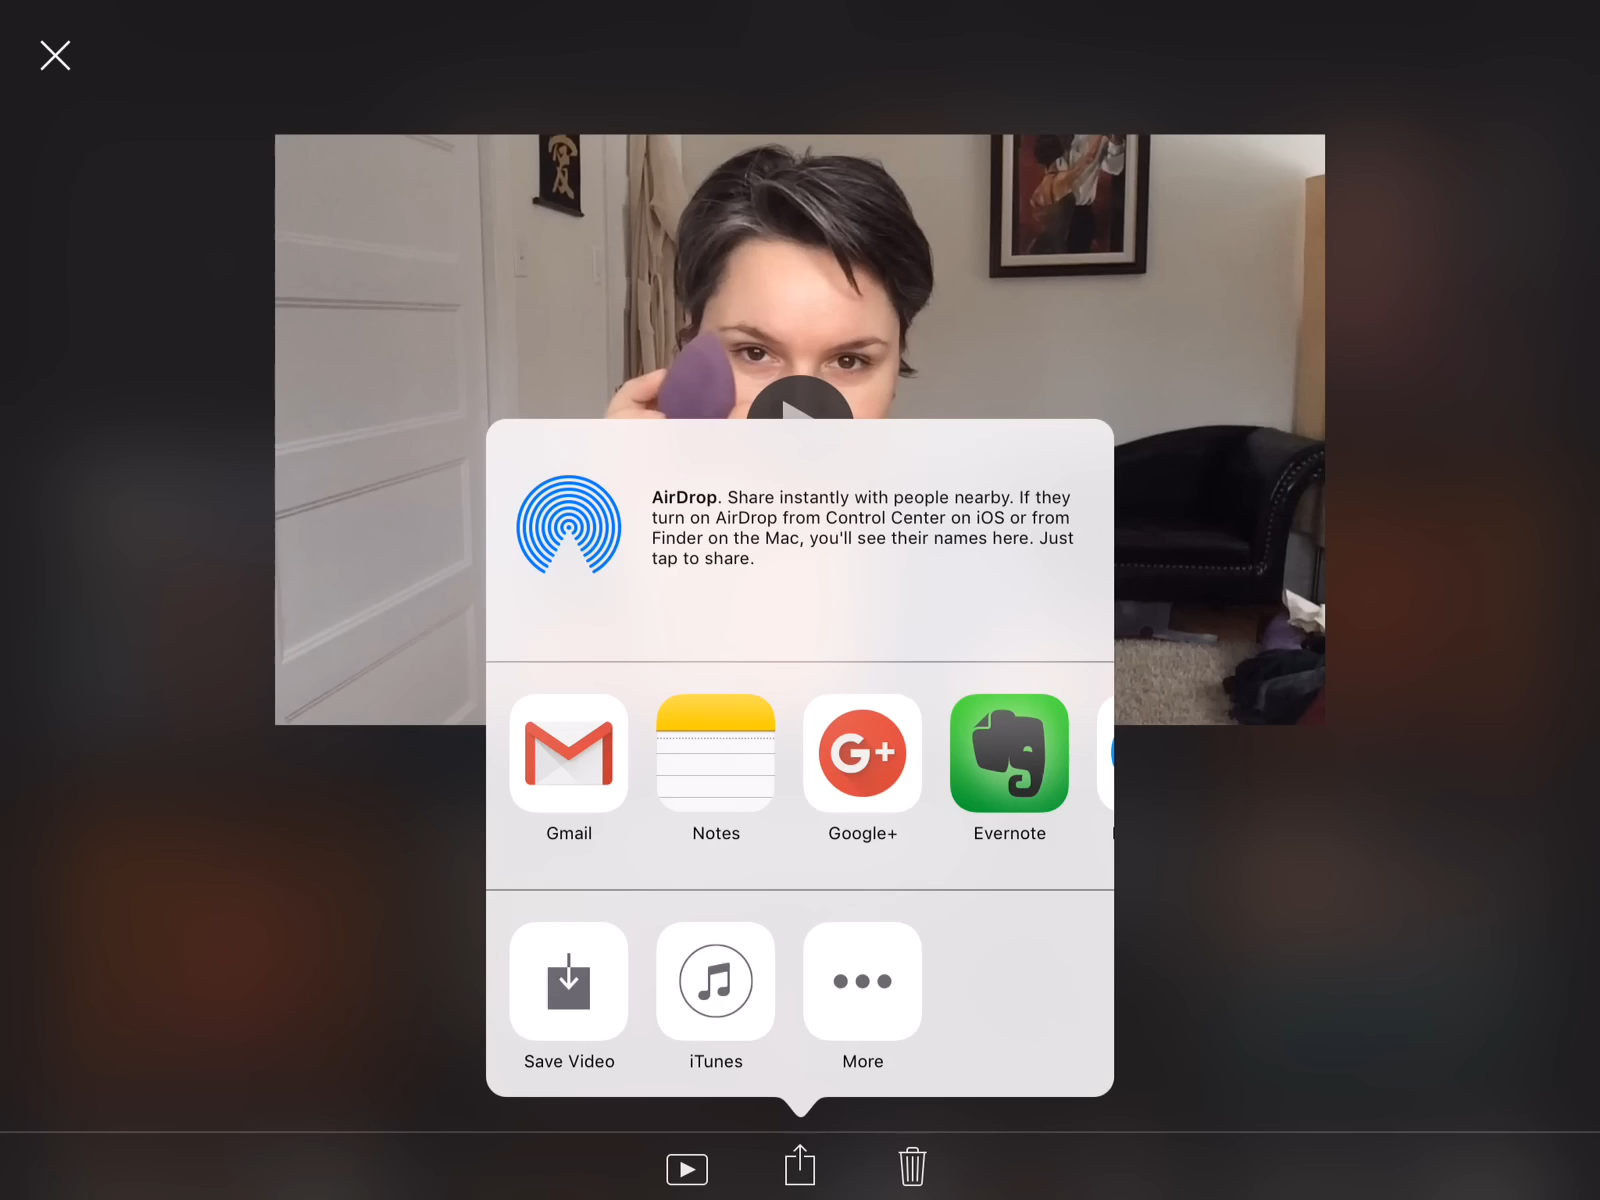 愛
AirDrop. Share instantly with people nearby. If they
turn on AirDrop from Control Center on iOS or from
Finder on the Mac, you'll see their names here. Just
tap to share.
G+
Gmail
Notes
Google+
Evernote
Save Video
iTunes
More